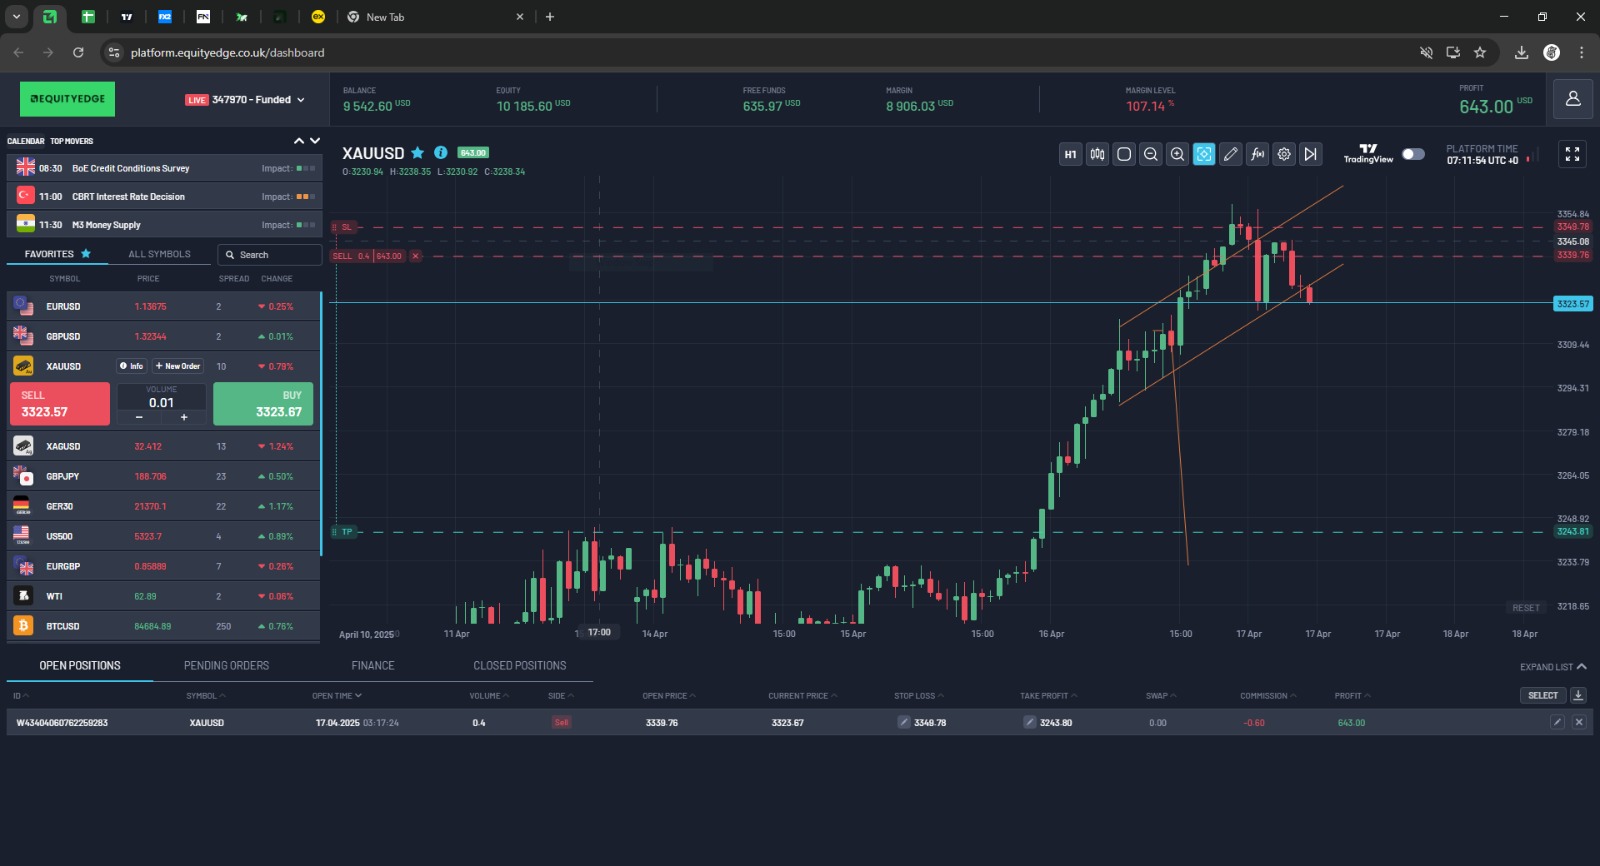 New Tab
platform.equityedge.co.uk/dashboard
EQUITYEDGE
LIVE 347970 - Funded
BALANCE
9 542.60 USD
EQUITY
10 185.60 USD
FREE FUNDS
635.97 USD
MARGIN
8 906.03 USD
MARGIN LEVEL
107.14 %
PROFIT
643.00 USD
CALENDAR TOP MOVERS
08:30 BoE Credit Conditions Survey Impact:
11:00 CBRT Interest Rate Decision Impact:
11:30 M3 Money Supply Impact:
FAVORITES ALL SYMBOLS Search
SYMBOL PRICE SPREAD CHANGE
EURUSD 1.13675 2 0.25%
GBPUSD 1.32344 2 0.01%
XAUUSD Info + New Order 10 0.79%
SELL
3323.57
VOLUME
0.01
− +
BUY
3323.67
XAGUSD 32.412 13 1.24%
GBPJPY 188.706 23 0.50%
GER30 21370.1 22 1.17%
US500 5323.7 4 0.89%
EURGBP 0.85889 7 0.26%
WTI 62.89 2 0.06%
BTCUSD 84684.89 250 0.76%
XAUUSD 643.00
O:3230.94 H:3238.35 L:3230.92 C:3238.34
H1
TradingView
PLATFORM TIME
07:11:54 UTC +0
SL
SELL 0.4 643.00
TP
3354.84
3349.78
3345.08
3339.76
3323.57
3309.44
3294.31
3279.18
3264.05
3248.92
3243.81
3233.79
3218.65
RESET
April 10, 2025 11 Apr 17:00 14 Apr 15:00 15 Apr 15:00 16 Apr 15:00 17 Apr 17 Apr 17 Apr 18 Apr 18 Apr
OPEN POSITIONS PENDING ORDERS FINANCE CLOSED POSITIONS EXPAND LIST
ID SYMBOL OPEN TIME VOLUME SIDE OPEN PRICE CURRENT PRICE STOP LOSS TAKE PROFIT SWAP COMMISSION PROFIT SELECT
W43404060762259283 XAUUSD 17.04.2025 03:17:24 0.4 Sell 3339.76 3323.67 3349.78 3243.80 0.00 -0.60 643.00